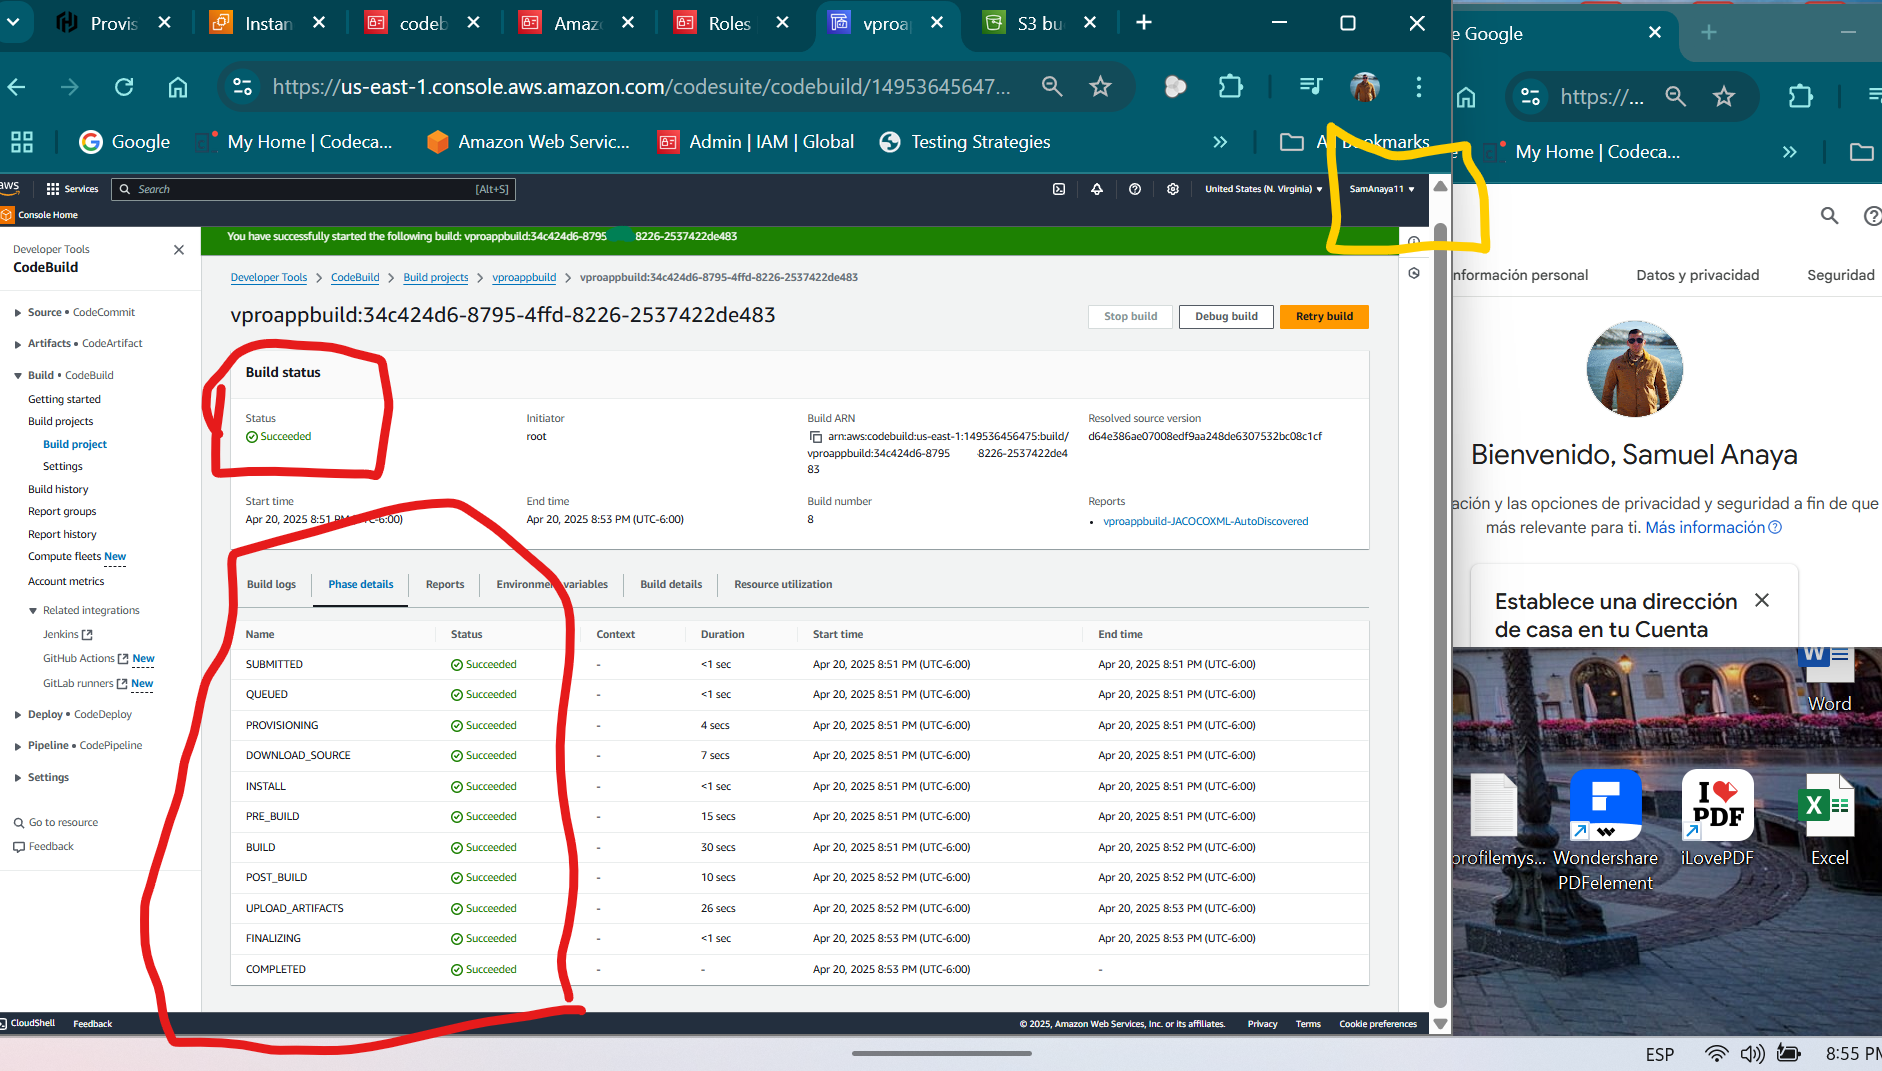 Provis
Instan
codeb
Amaz
Roles
vproap
S3 bu
https://us-east-1.console.aws.amazon.com/codesuite/codebuild/14953645647...
Google
My Home | Codeca...
Amazon Web Servic...
Admin | IAM | Global
Testing Strategies
Bookmarks
aws
Services
Search
[Alt+S]
United States (N. Virginia)
SamAnaya11
Console Home
Developer Tools
CodeBuild
Source • CodeCommit
Artifacts • CodeArtifact
Build • CodeBuild
Getting started
Build projects
Build project
Settings
Build history
Report groups
Report history
Compute fleets New
Account metrics
Related integrations
Jenkins
GitHub Actions New
GitLab runners New
Deploy • CodeDeploy
Pipeline • CodePipeline
Settings
Go to resource
Feedback
You have successfully started the following build: vproappbuild:34c424d6-8795 8226-2537422de483
Developer Tools > CodeBuild > Build projects > vproappbuild > vproappbuild:34c424d6-8795-4ffd-8226-2537422de483
vproappbuild:34c424d6-8795-4ffd-8226-2537422de483
Stop build
Debug build
Retry build
Build status
Status
Succeeded
Initiator
root
Build ARN
arn:aws:codebuild:us-east-1:149536456475:build/
vproappbuild:34c424d6-8795 -8226-2537422de4
83
Resolved source version
d64e386ae07008edf9aa248de6307532bc08c1cf
Start time
Apr 20, 2025 8:51 PM (UTC-6:00)
End time
Apr 20, 2025 8:53 PM (UTC-6:00)
Build number
8
Reports
• vproappbuild-JACOCOXML-AutoDiscovered
Build logs
Phase details
Reports
Environment variables
Build details
Resource utilization
Name Status Context Duration Start time End time
SUBMITTED Succeeded - <1 sec Apr 20, 2025 8:51 PM (UTC-6:00) Apr 20, 2025 8:51 PM (UTC-6:00)
QUEUED Succeeded - <1 sec Apr 20, 2025 8:51 PM (UTC-6:00) Apr 20, 2025 8:51 PM (UTC-6:00)
PROVISIONING Succeeded - 4 secs Apr 20, 2025 8:51 PM (UTC-6:00) Apr 20, 2025 8:51 PM (UTC-6:00)
DOWNLOAD_SOURCE Succeeded - 7 secs Apr 20, 2025 8:51 PM (UTC-6:00) Apr 20, 2025 8:51 PM (UTC-6:00)
INSTALL Succeeded - <1 sec Apr 20, 2025 8:51 PM (UTC-6:00) Apr 20, 2025 8:51 PM (UTC-6:00)
PRE_BUILD Succeeded - 15 secs Apr 20, 2025 8:51 PM (UTC-6:00) Apr 20, 2025 8:51 PM (UTC-6:00)
BUILD Succeeded - 30 secs Apr 20, 2025 8:51 PM (UTC-6:00) Apr 20, 2025 8:52 PM (UTC-6:00)
POST_BUILD Succeeded - 10 secs Apr 20, 2025 8:52 PM (UTC-6:00) Apr 20, 2025 8:52 PM (UTC-6:00)
UPLOAD_ARTIFACTS Succeeded - 26 secs Apr 20, 2025 8:52 PM (UTC-6:00) Apr 20, 2025 8:53 PM (UTC-6:00)
FINALIZING Succeeded - <1 sec Apr 20, 2025 8:53 PM (UTC-6:00) Apr 20, 2025 8:53 PM (UTC-6:00)
COMPLETED Succeeded - - Apr 20, 2025 8:53 PM (UTC-6:00) -
CloudShell
Feedback
© 2025, Amazon Web Services, Inc. or its affiliates.
Privacy
Terms
Cookie preferences
e Google
https://...
My Home | Codeca...
nformación personal
Datos y privacidad
Seguridad
Bienvenido, Samuel Anaya
ación y las opciones de privacidad y seguridad a fin de que
más relevante para ti. Más información
Establece una dirección
de casa en tu Cuenta
Word
I PDF
profilemys...
Wondershare
PDFelement
iLovePDF
Excel
ESP
8:55 PM